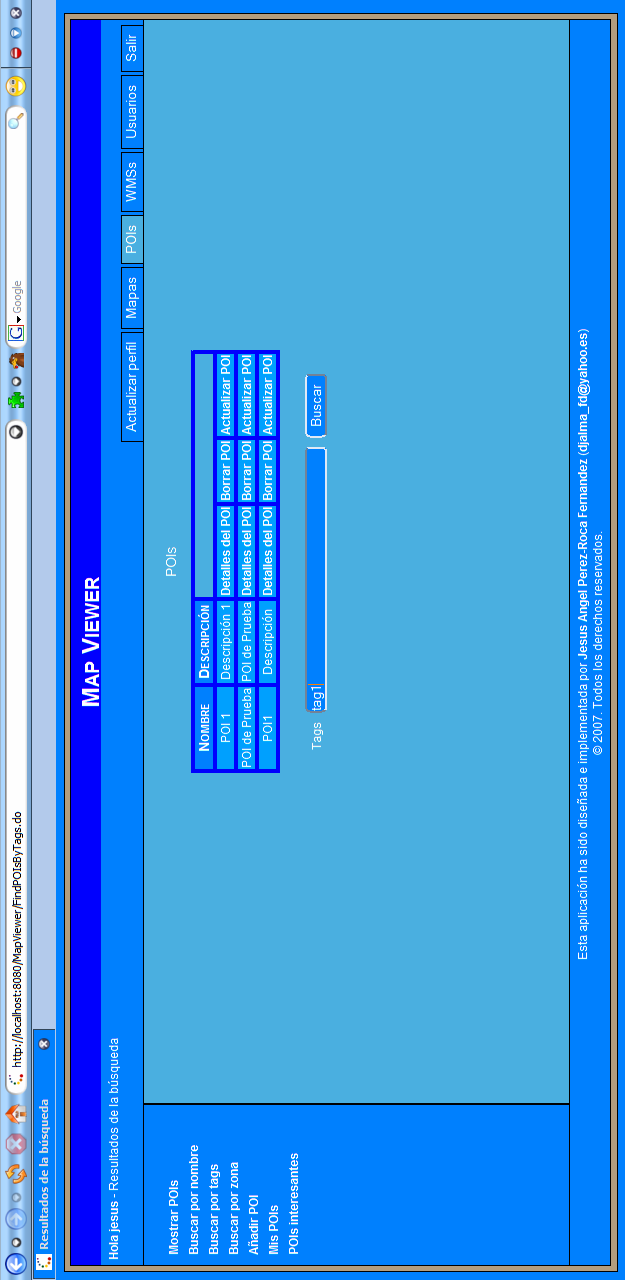 http://localhost:8080/MapViewer/FindPOIsByTags.do
G Google
Resultados de la búsqueda
MAP VIEWER
Hola jesus - Resultados de la búsqueda
Actualizar perfil Mapas POIs WMSs Usuarios Salir
Mostrar POIs
Buscar por nombre
Buscar por tags
Buscar por zona
Añadir POI
Mis POIs
POIs interesantes
POIs
NOMBRE DESCRIPCIÓN
POI 1 Descripción 1 Detalles del POI Borrar POI Actualizar POI
POI de Prueba POI de Prueba Detalles del POI Borrar POI Actualizar POI
POI1 Descripción Detalles del POI Borrar POI Actualizar POI
Tags tag1 Buscar
Esta aplicación ha sido diseñada e implementada por Jesus Angel Perez-Roca Fernandez (djalma_fd@yahoo.es)
© 2007. Todos los derechos reservados.